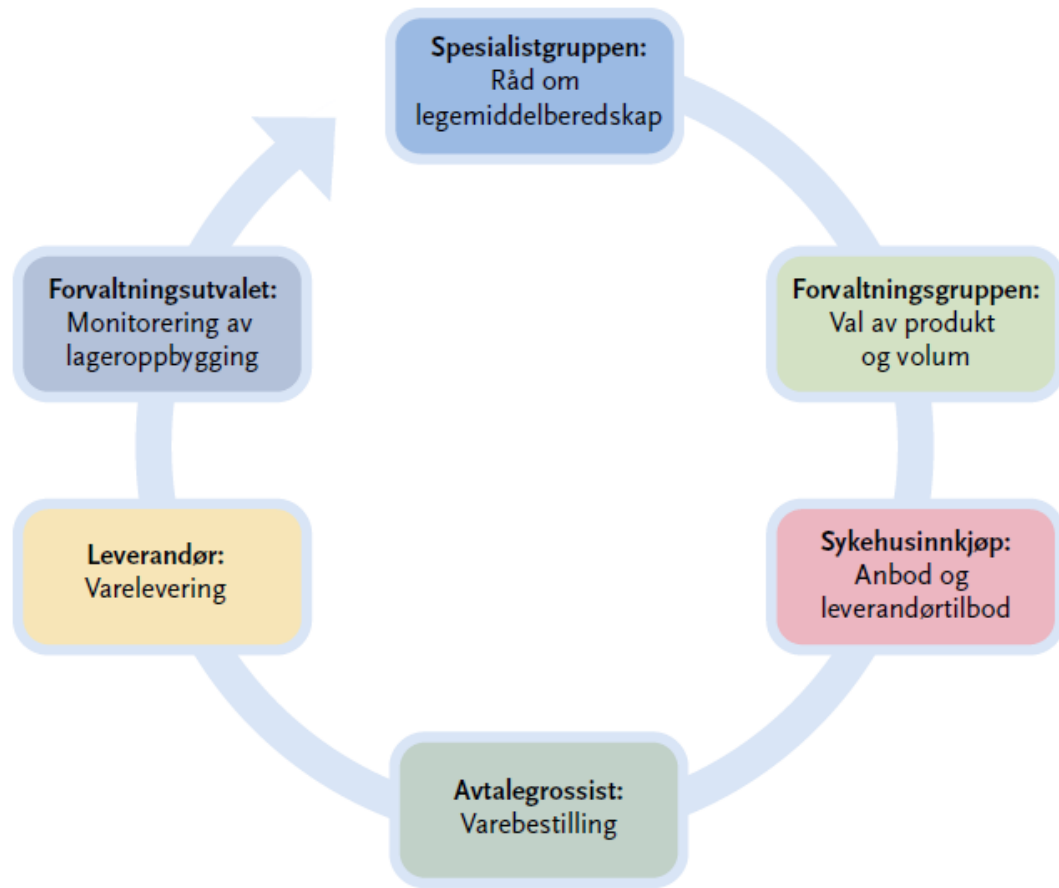 Spesialistgruppen:
Råd om
legemiddelberedskap
Forvaltningsgruppen:
Val av produkt
og volum
Sykehusinnkjøp:
Anbod og
leverandørtilbod
Avtalegrossist:
Varebestilling
Leverandør:
Varelevering
Forvaltningsutvalet:
Monitorering av
lageroppbygging